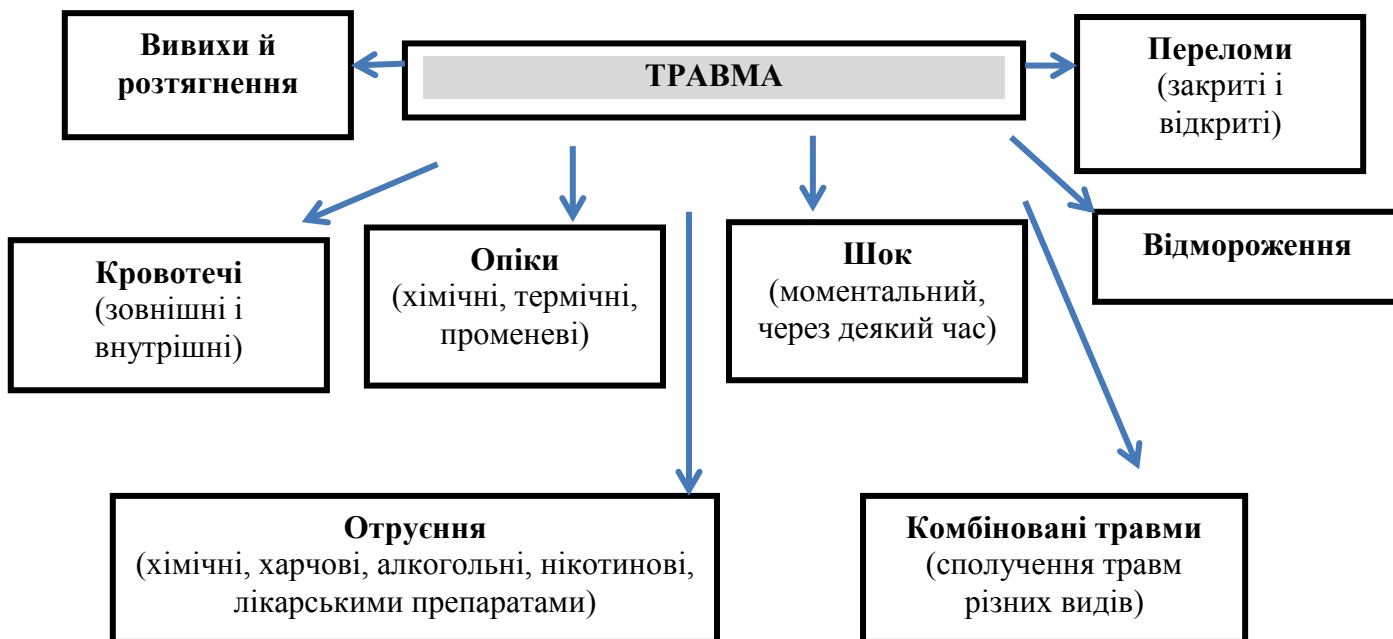 Вивихи й
розтягнення
ТРАВМА
Переломи
(закриті і
відкриті)
Кровотечі
(зовнішні і
внутрішні)
Опіки
(хімічні, термічні,
променеві)
Шок
(моментальний,
через деякий час)
Відмороження
Отруєння
(хімічні, харчові, алкогольні, нікотинові,
лікарськими препаратами)
Комбіновані травми
(сполучення травм
різних видів)